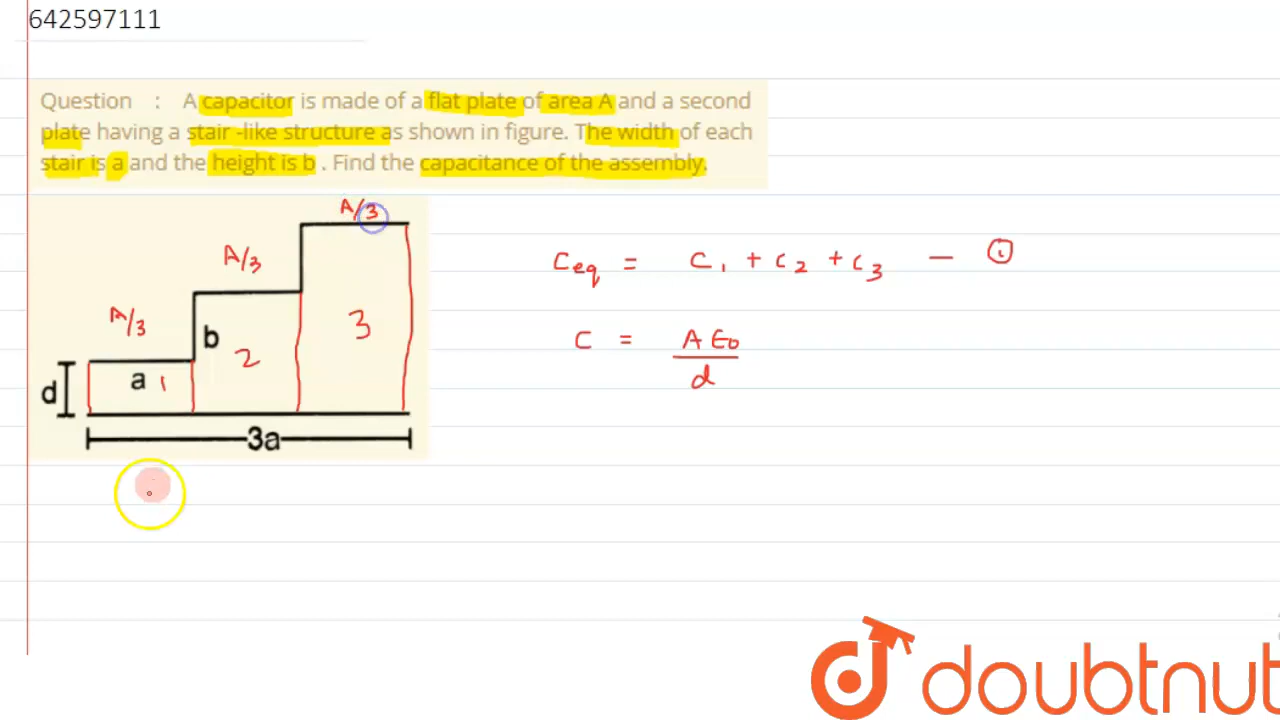 642597111
Question : A capacitor is made of a flat plate of area A and a second
plate having a stair -like structure as shown in figure. The width of each
stair is a and the height is b . Find the capacitance of the assembly.
A/3
A/3
A/3
b
2
3
d
a 1
3a
Ceq = C1 + C2 + C3 — ①
C = A E0
d
doubtnut